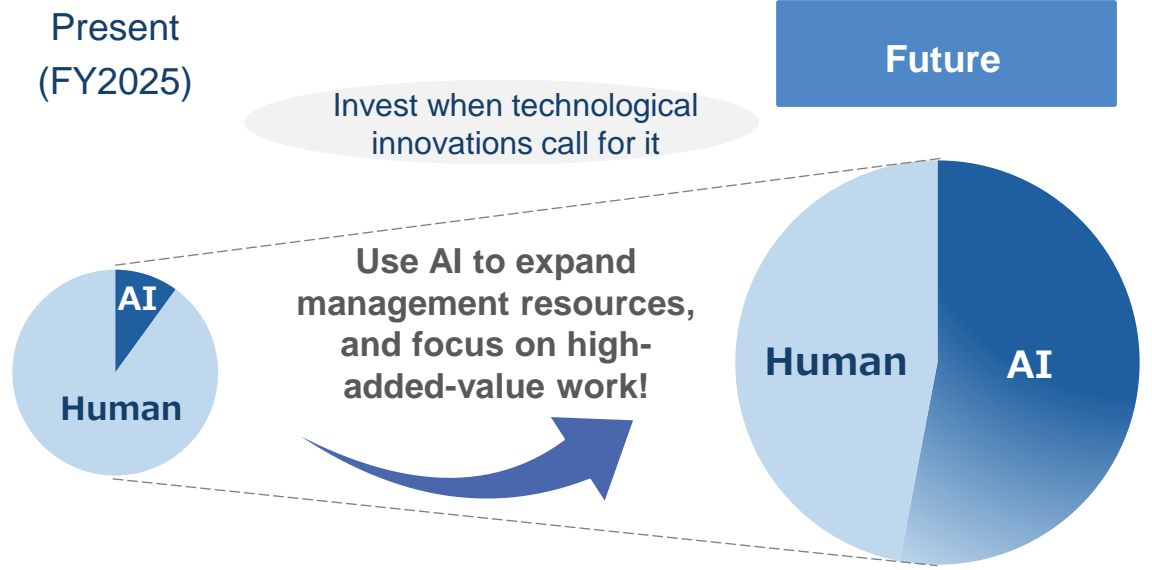 Present
(FY2025)
Future
Invest when technological
innovations call for it
Use AI to expand
management resources,
and focus on high-
added-value work!
AI
Human
Human
AI